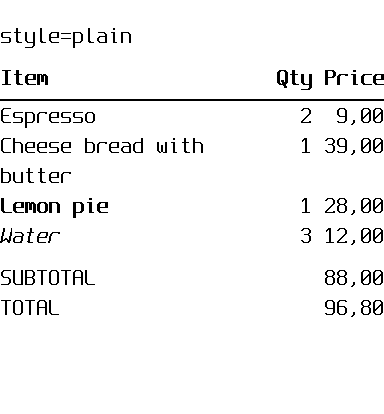 style=plain
Item Qty Price
Espresso 2 9,00
Cheese bread with 1 39,00
butter
Lemon pie 1 28,00
Water 3 12,00
SUBTOTAL 88,00
TOTAL 96,80